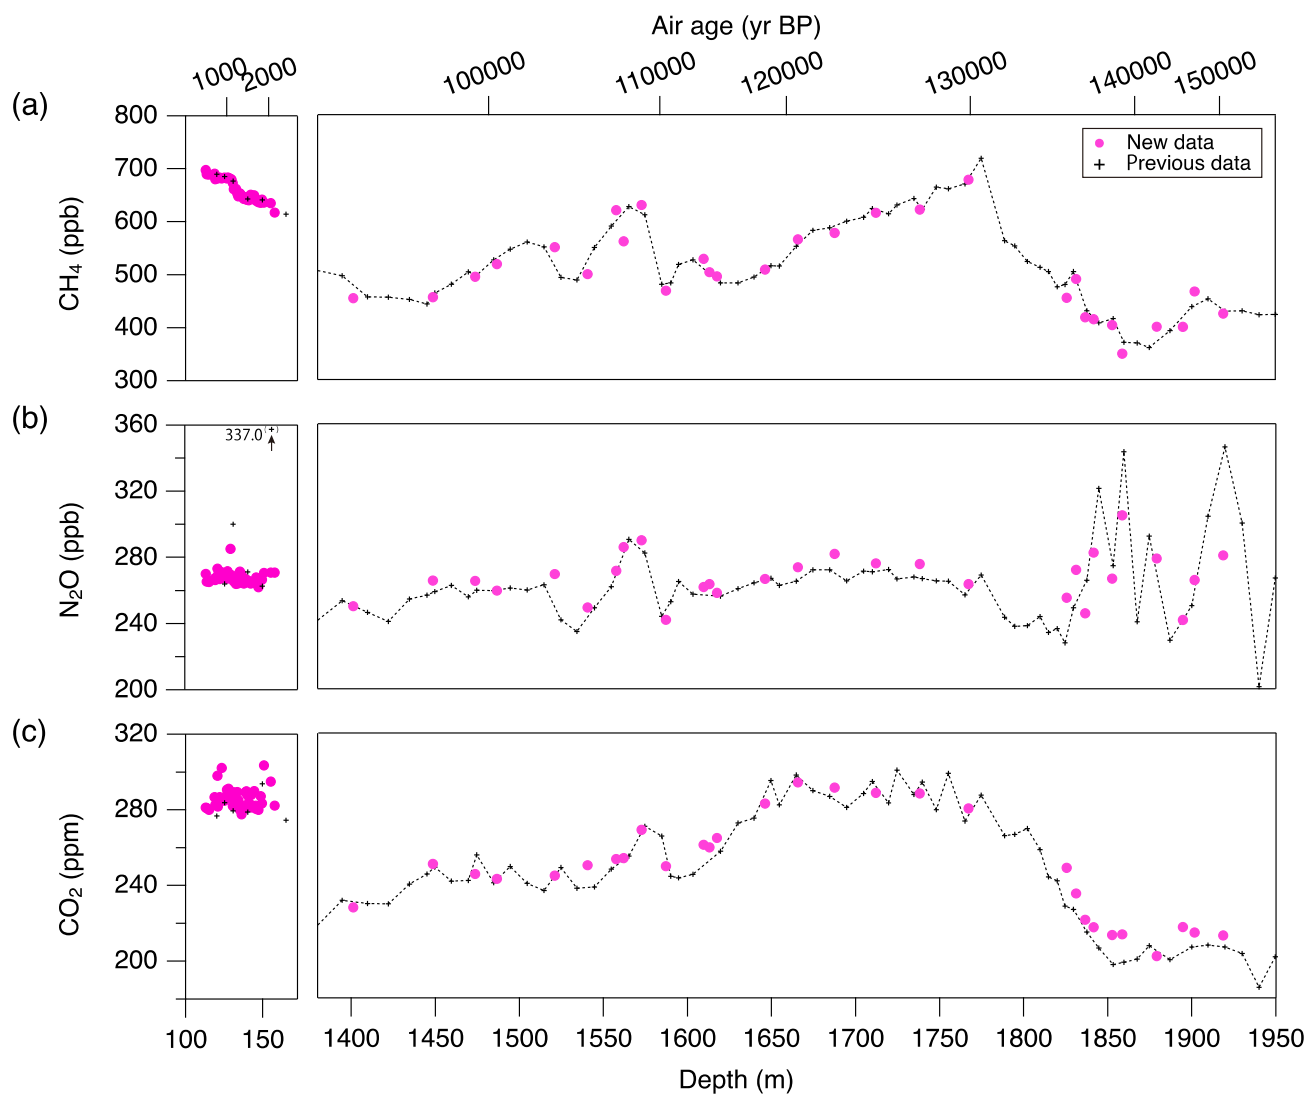 Air age (yr BP)
1000 2000 100000 110000 120000 130000 140000 150000
(a)
800
700
600
500
400
300
CH4 (ppb)
New data
Previous data
(b)
360
320
280
240
200
N2O (ppb)
337.0 (+)
(c)
320
280
240
200
CO2 (ppm)
100 150 1400 1450 1500 1550 1600 1650 1700 1750 1800 1850 1900 1950
Depth (m)